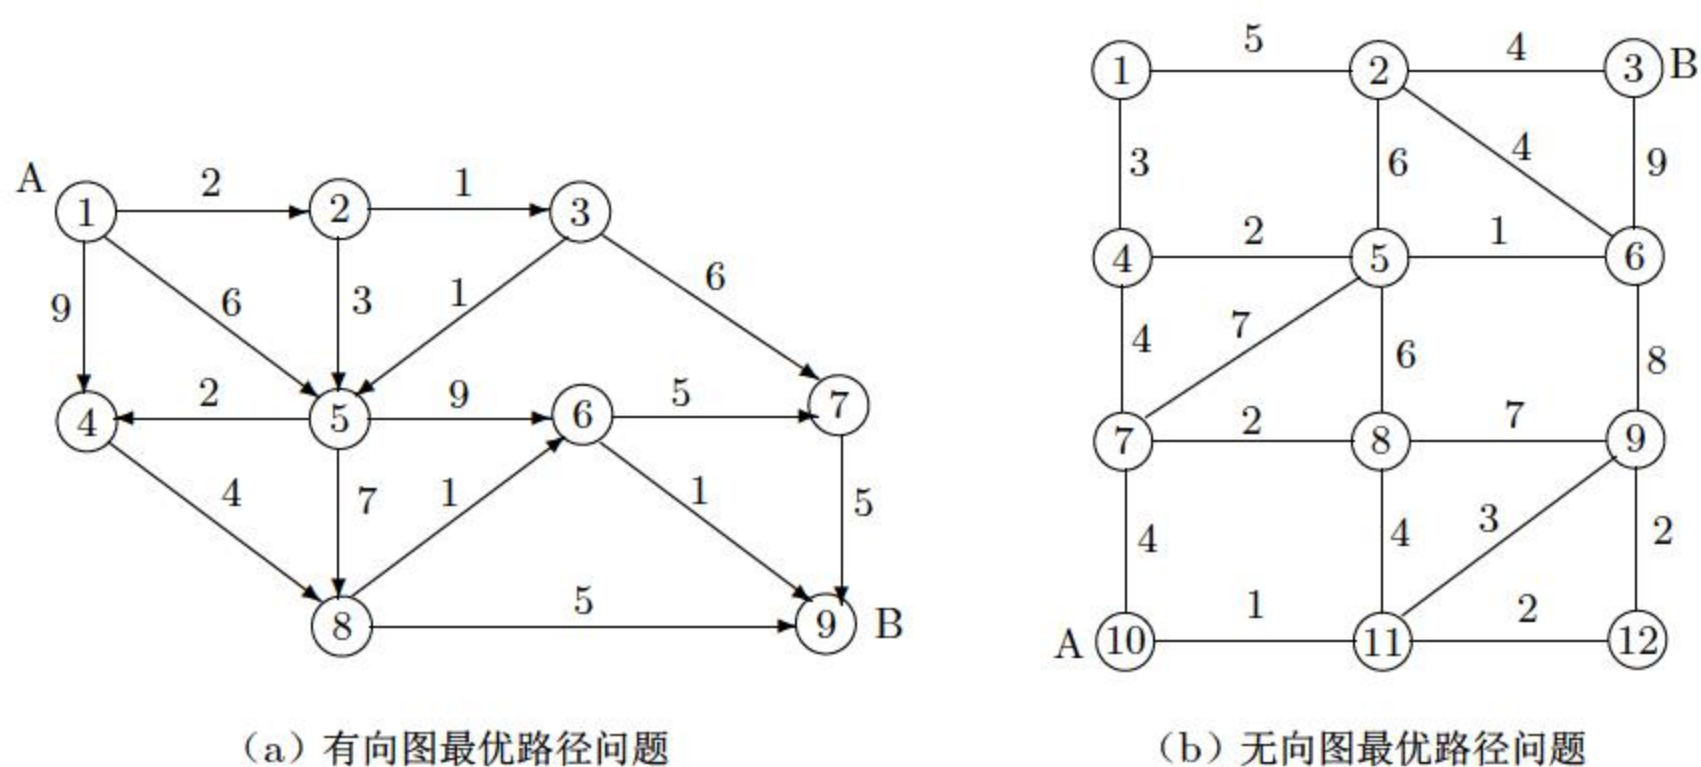 A
1 2 2 1 3
9 6 3 1 6
4 2 5 9 6 5 7
4 7 1 1 5
8 5 9 B
(a)有向图最优路径问题
1 5 2 4 3 B
3 6 4 9
4 2 5 1 6
4 7 6 8
7 2 8 7 9
4 4 3 2
A 10 1 11 2 12
(b)无向图最优路径问题